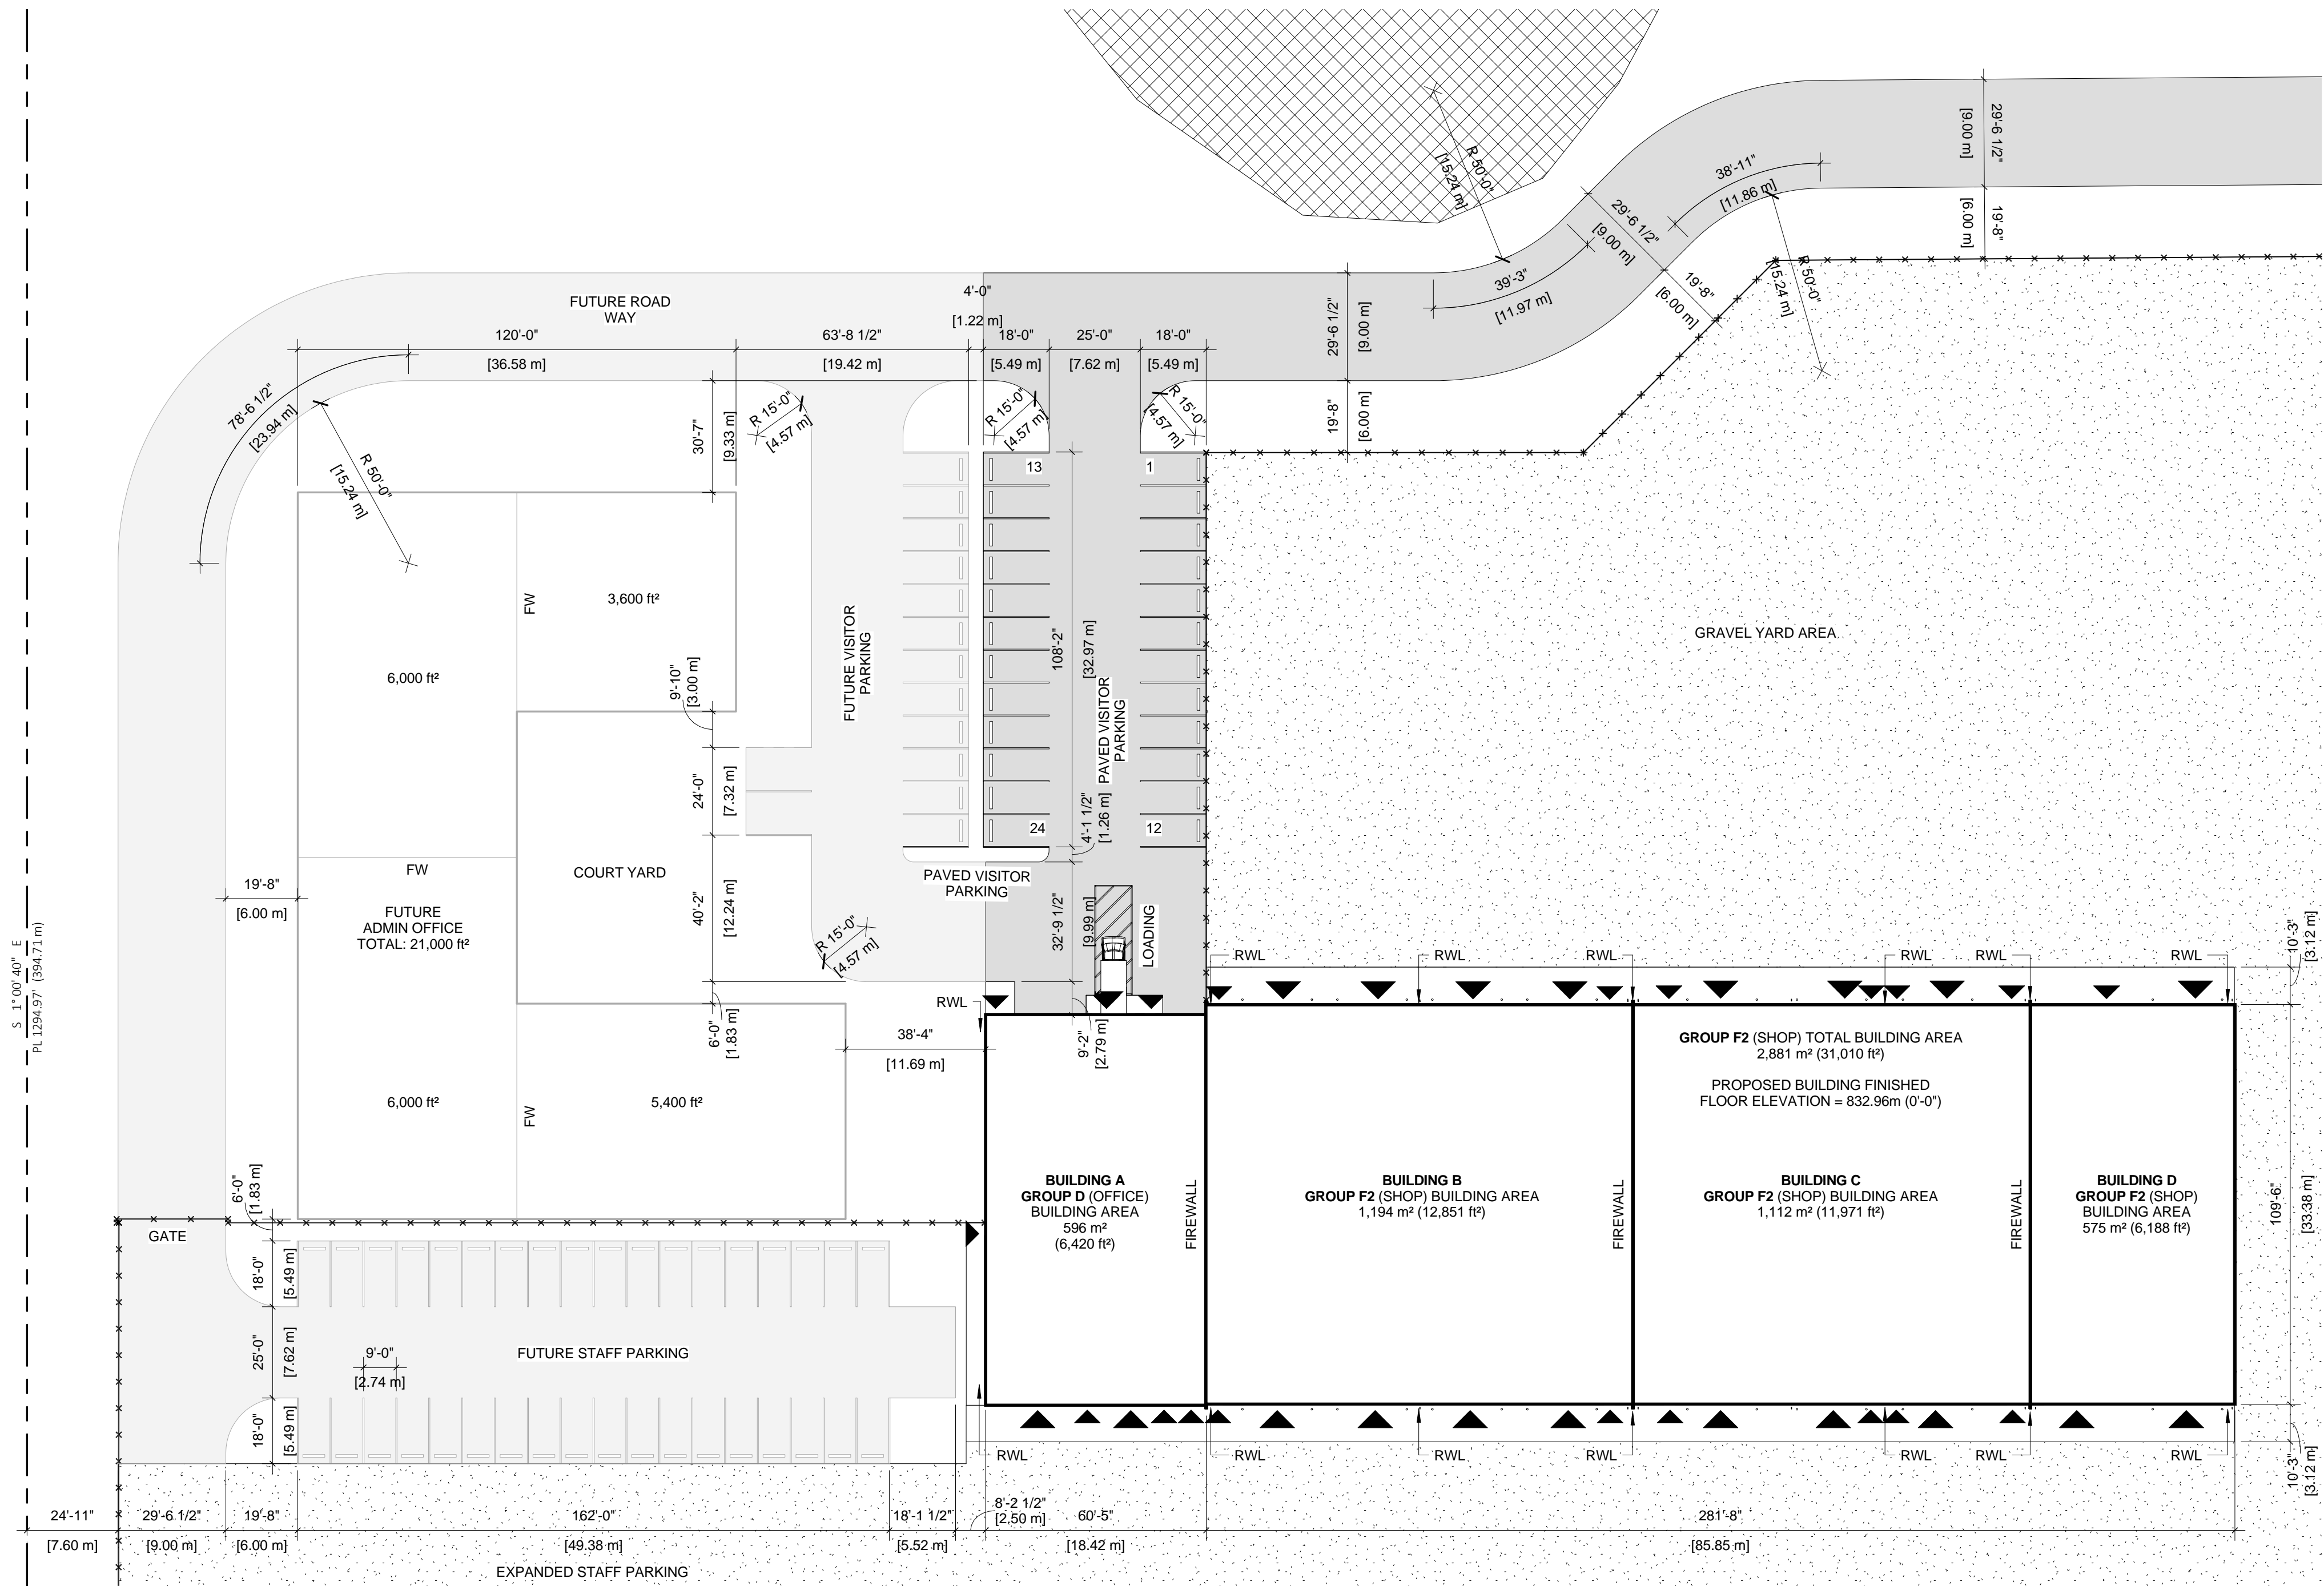 29'-6 1/2"
[9.00 m]
19'-8"
[6.00 m]
R 50'-0"
[15.24 m]
38'-11"
[11.86 m]
29'-6 1/2"
[9.00 m]
39'-3"
[11.97 m]
19'-8"
[6.00 m]
R 50'-0"
[15.24 m]
FUTURE ROAD
WAY
4'-0"
[1.22 m]
120'-0"
[36.58 m]
63'-8 1/2"
[19.42 m]
18'-0"
[5.49 m]
25'-0"
[7.62 m]
18'-0"
[5.49 m]
29'-6 1/2"
[9.00 m]
19'-8"
[6.00 m]
78'-6 1/2"
[23.94 m]
R 50'-0"
[15.24 m]
30'-7"
[9.33 m]
R 15'-0"
[4.57 m]
R 15'-0"
[4.57 m]
R 15'-0"
[4.57 m]
13
1
FW
3,600 ft²
6,000 ft²
9'-10"
[3.00 m]
FUTURE VISITOR
PARKING
108'-2"
[32.97 m]
PAVED VISITOR
PARKING
GRAVEL YARD AREA
24'-0"
[7.32 m]
4'-1 1/2"
[1.26 m]
24
12
FW
COURT YARD
PAVED VISITOR
PARKING
19'-8"
[6.00 m]
FUTURE
ADMIN OFFICE
TOTAL: 21,000 ft²
40'-2"
[12.24 m]
R 15'-0"
[4.57 m]
32'-9 1/2"
[9.99 m]
LOADING
S 1°00'40" E
PL 1294.97' (394.71 m)
RWL
RWL
RWL
RWL
RWL
RWL
10'-3"
[3.12 m]
6'-0"
[1.83 m]
38'-4"
[11.69 m]
9'-2"
[2.79 m]
GROUP F2 (SHOP) TOTAL BUILDING AREA
2,881 m² (31,010 ft²)
PROPOSED BUILDING FINISHED
FLOOR ELEVATION = 832.96m (0'-0")
6,000 ft²
FW
5,400 ft²
6'-0"
[1.83 m]
GATE
BUILDING A
GROUP D (OFFICE)
BUILDING AREA
596 m²
(6,420 ft²)
FIREWALL
BUILDING B
GROUP F2 (SHOP) BUILDING AREA
1,194 m² (12,851 ft²)
FIREWALL
BUILDING C
GROUP F2 (SHOP) BUILDING AREA
1,112 m² (11,971 ft²)
FIREWALL
BUILDING D
GROUP F2 (SHOP)
BUILDING AREA
575 m² (6,188 ft²)
109'-6"
[33.38 m]
18'-0"
[5.49 m]
25'-0"
[7.62 m]
9'-0"
[2.74 m]
FUTURE STAFF PARKING
18'-0"
[5.49 m]
RWL
RWL
RWL
RWL
RWL
RWL
10'-3"
[3.12 m]
24'-11"
[7.60 m]
29'-6.1/2"
[9.00 m]
19'-8"
[6.00 m]
162'-0"
[49.38 m]
18'-1 1/2"
[5.52 m]
8'-2 1/2"
[2.50 m]
60'-5"
[18.42 m]
281'-8"
[85.85 m]
EXPANDED STAFF PARKING